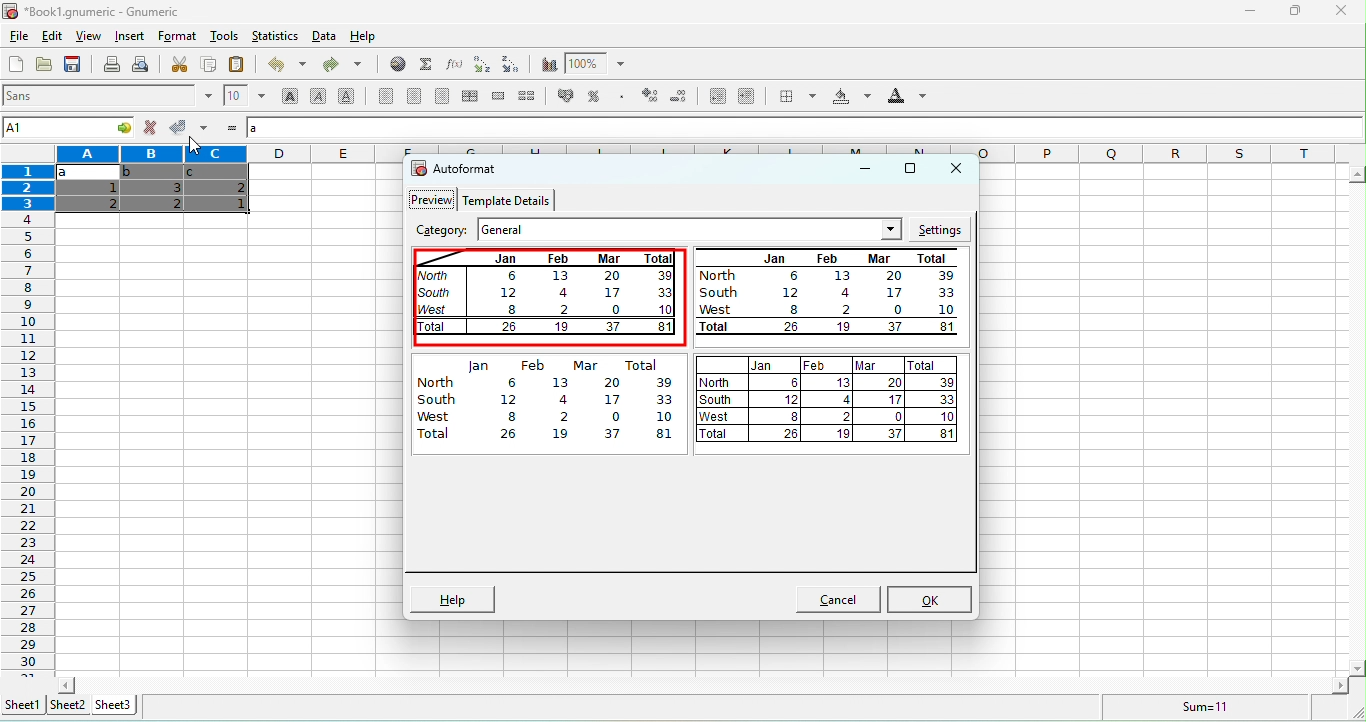 *Book1.gnumeric - Gnumeric
File Edit View Insert Format Tools Statistics Data Help
f(x) 100%
Sans 10 A A A % A
A1 = a
A B C D E F G H I J K L M N O P Q R S T
1 a b c
2 1 3 2
3 2 2 1
4
5
6
7
8
9
10
11
12
13
14
15
16
17
18
19
20
21
22
23
24
25
26
27
28
29
30
31
Autoformat
Preview Template Details
Category: General Settings
Jan Feb Mar Total
North 6 13 20 39
South 12 4 17 33
West 8 2 0 10
Total 26 19 37 81
Jan Feb Mar Total
North 6 13 20 39
South 12 4 17 33
West 8 2 0 10
Total 26 19 37 81
Jan Feb Mar Total
North 6 13 20 39
South 12 4 17 33
West 8 2 0 10
Total 26 19 37 81
Jan Feb Mar Total
North 6 13 20 39
South 12 4 17 33
West 8 2 0 10
Total 26 19 37 81
Help Cancel OK
Sheet1 Sheet2 Sheet3 Sum=11